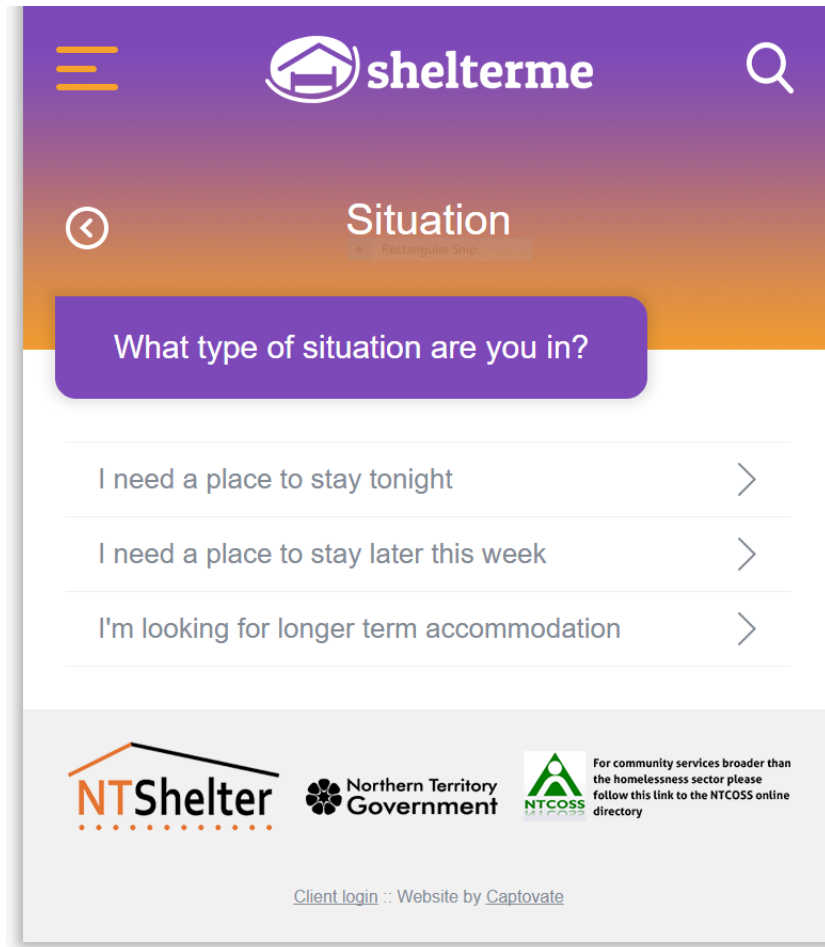 shelterme
Situation
Rectangular Snip
What type of situation are you in?
I need a place to stay tonight
I need a place to stay later this week
I'm looking for longer term accommodation
NTShelter
Northern Territory
Government
NTCOSS
For community services broader than
the homelessness sector please
follow this link to the NTCOSS online
directory
Client login :: Website by Captovate